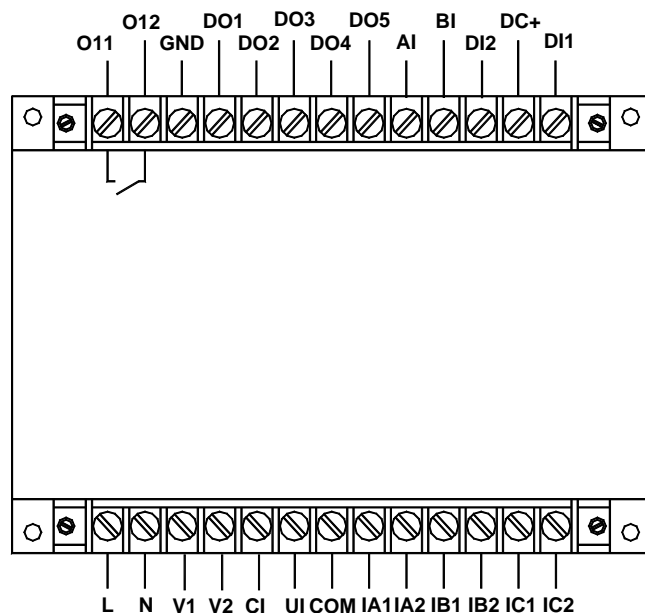 O12 DO1 DO3 DO5 BI DC+
O11 GND DO2 DO4 AI DI2 DI1
L N V1 V2 CI UI COM IA1 IA2 IB1 IB2 IC1 IC2